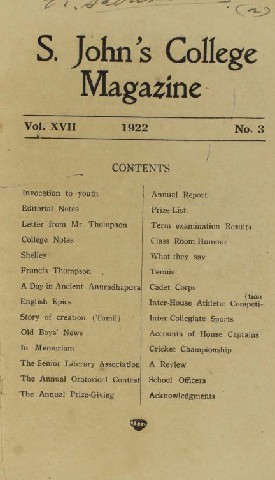 (2)
S. John's College
Magazine
Vol. XVII 1922 No. 3
CONTENTS
Invocation to youth
Editorial Notes
Letter from Mr. Thompson
College Notes
Shelley
Francis Thompson
A Day in Ancient Anuradhapura
English Epics
Story of creation (Tamil)
Old Boys' News
In Memoriam
The Senior Literary Association
The Annual Oratorical Contest
The Annual Prize-Giving
Annual Report
Prize List
Term examination Results
Class Room Humour
What they say
Tennis
Cadet Corps
Inter-House Athletic Competi-
(tion
Inter Collegiate Sports
Accounts of House Captains
Cricket Championship
A Review
School Officers
Acknowledgments